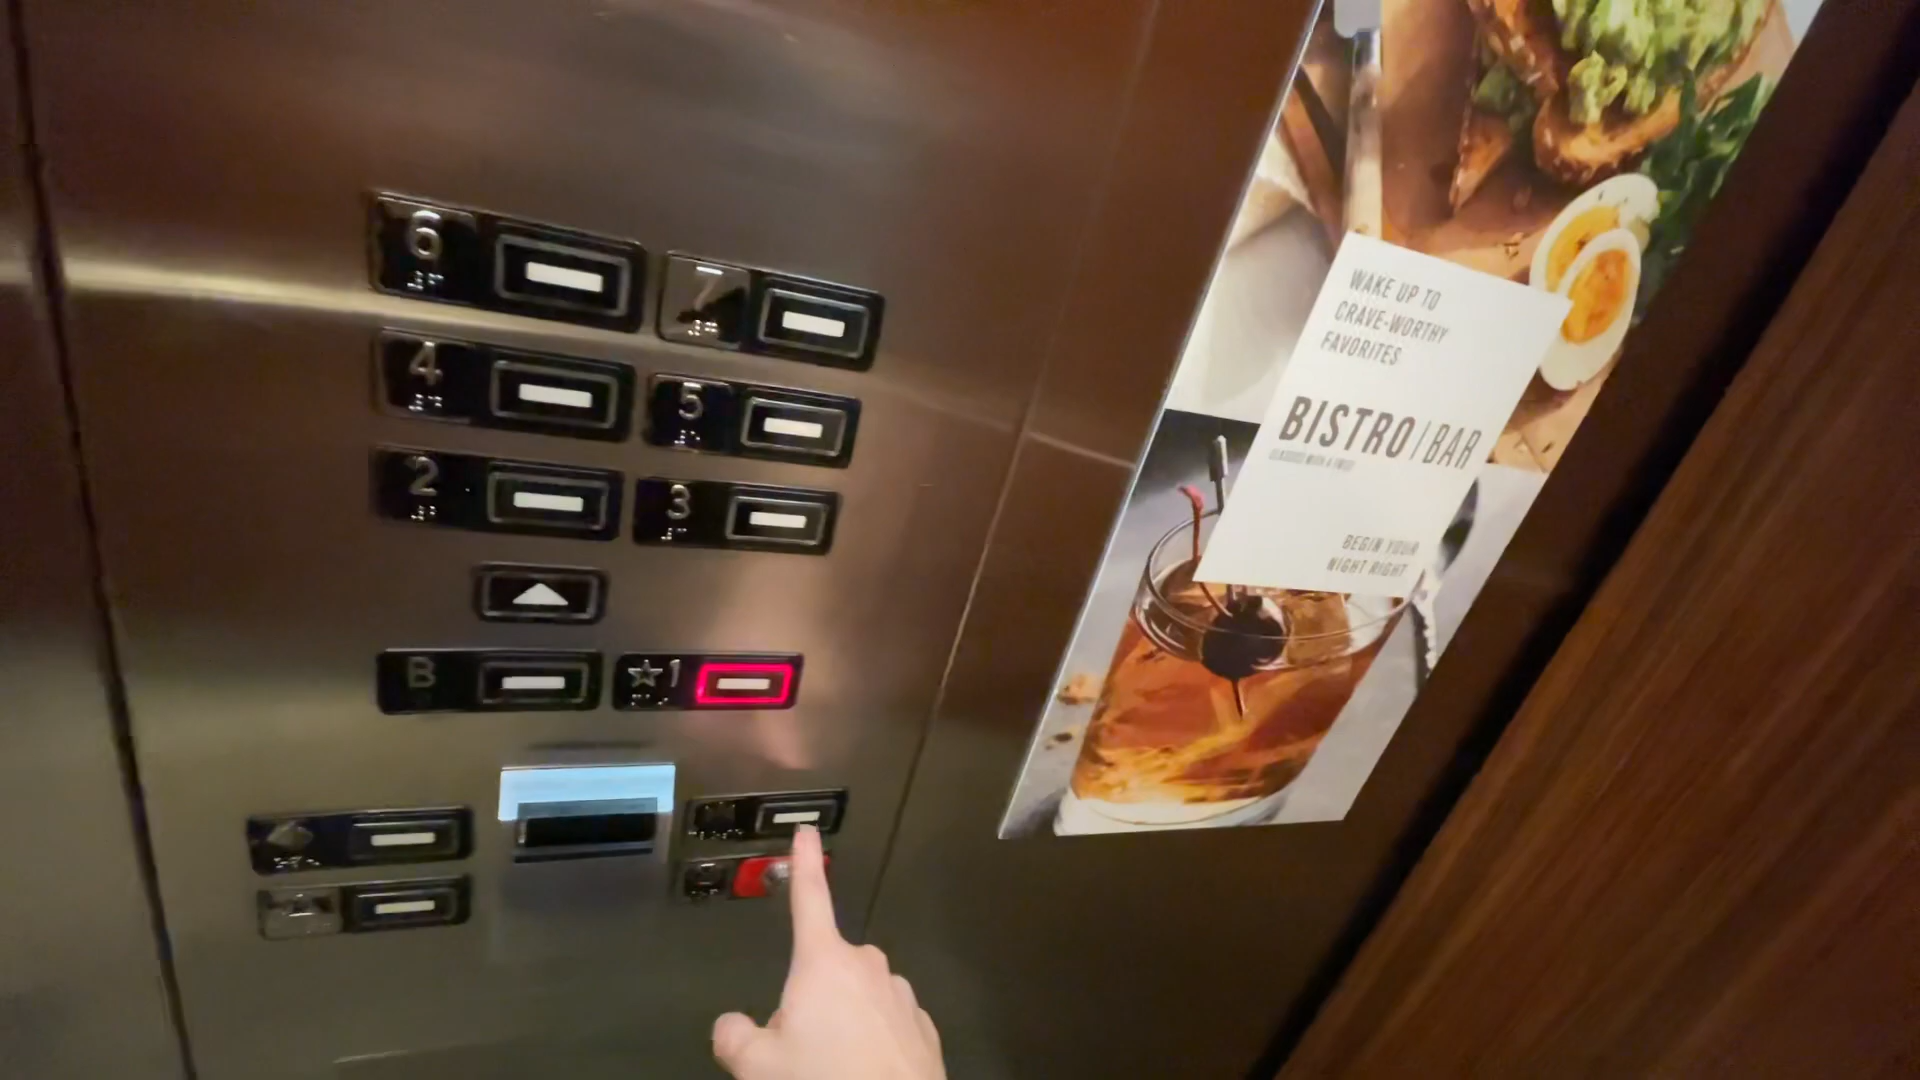 6
7
4
5
2
3
B
☆1
WAKE UP TO
CRAVE-WORTHY
FAVORITES
BISTRO|BAR
BEGIN YOUR
NIGHT RIGHT